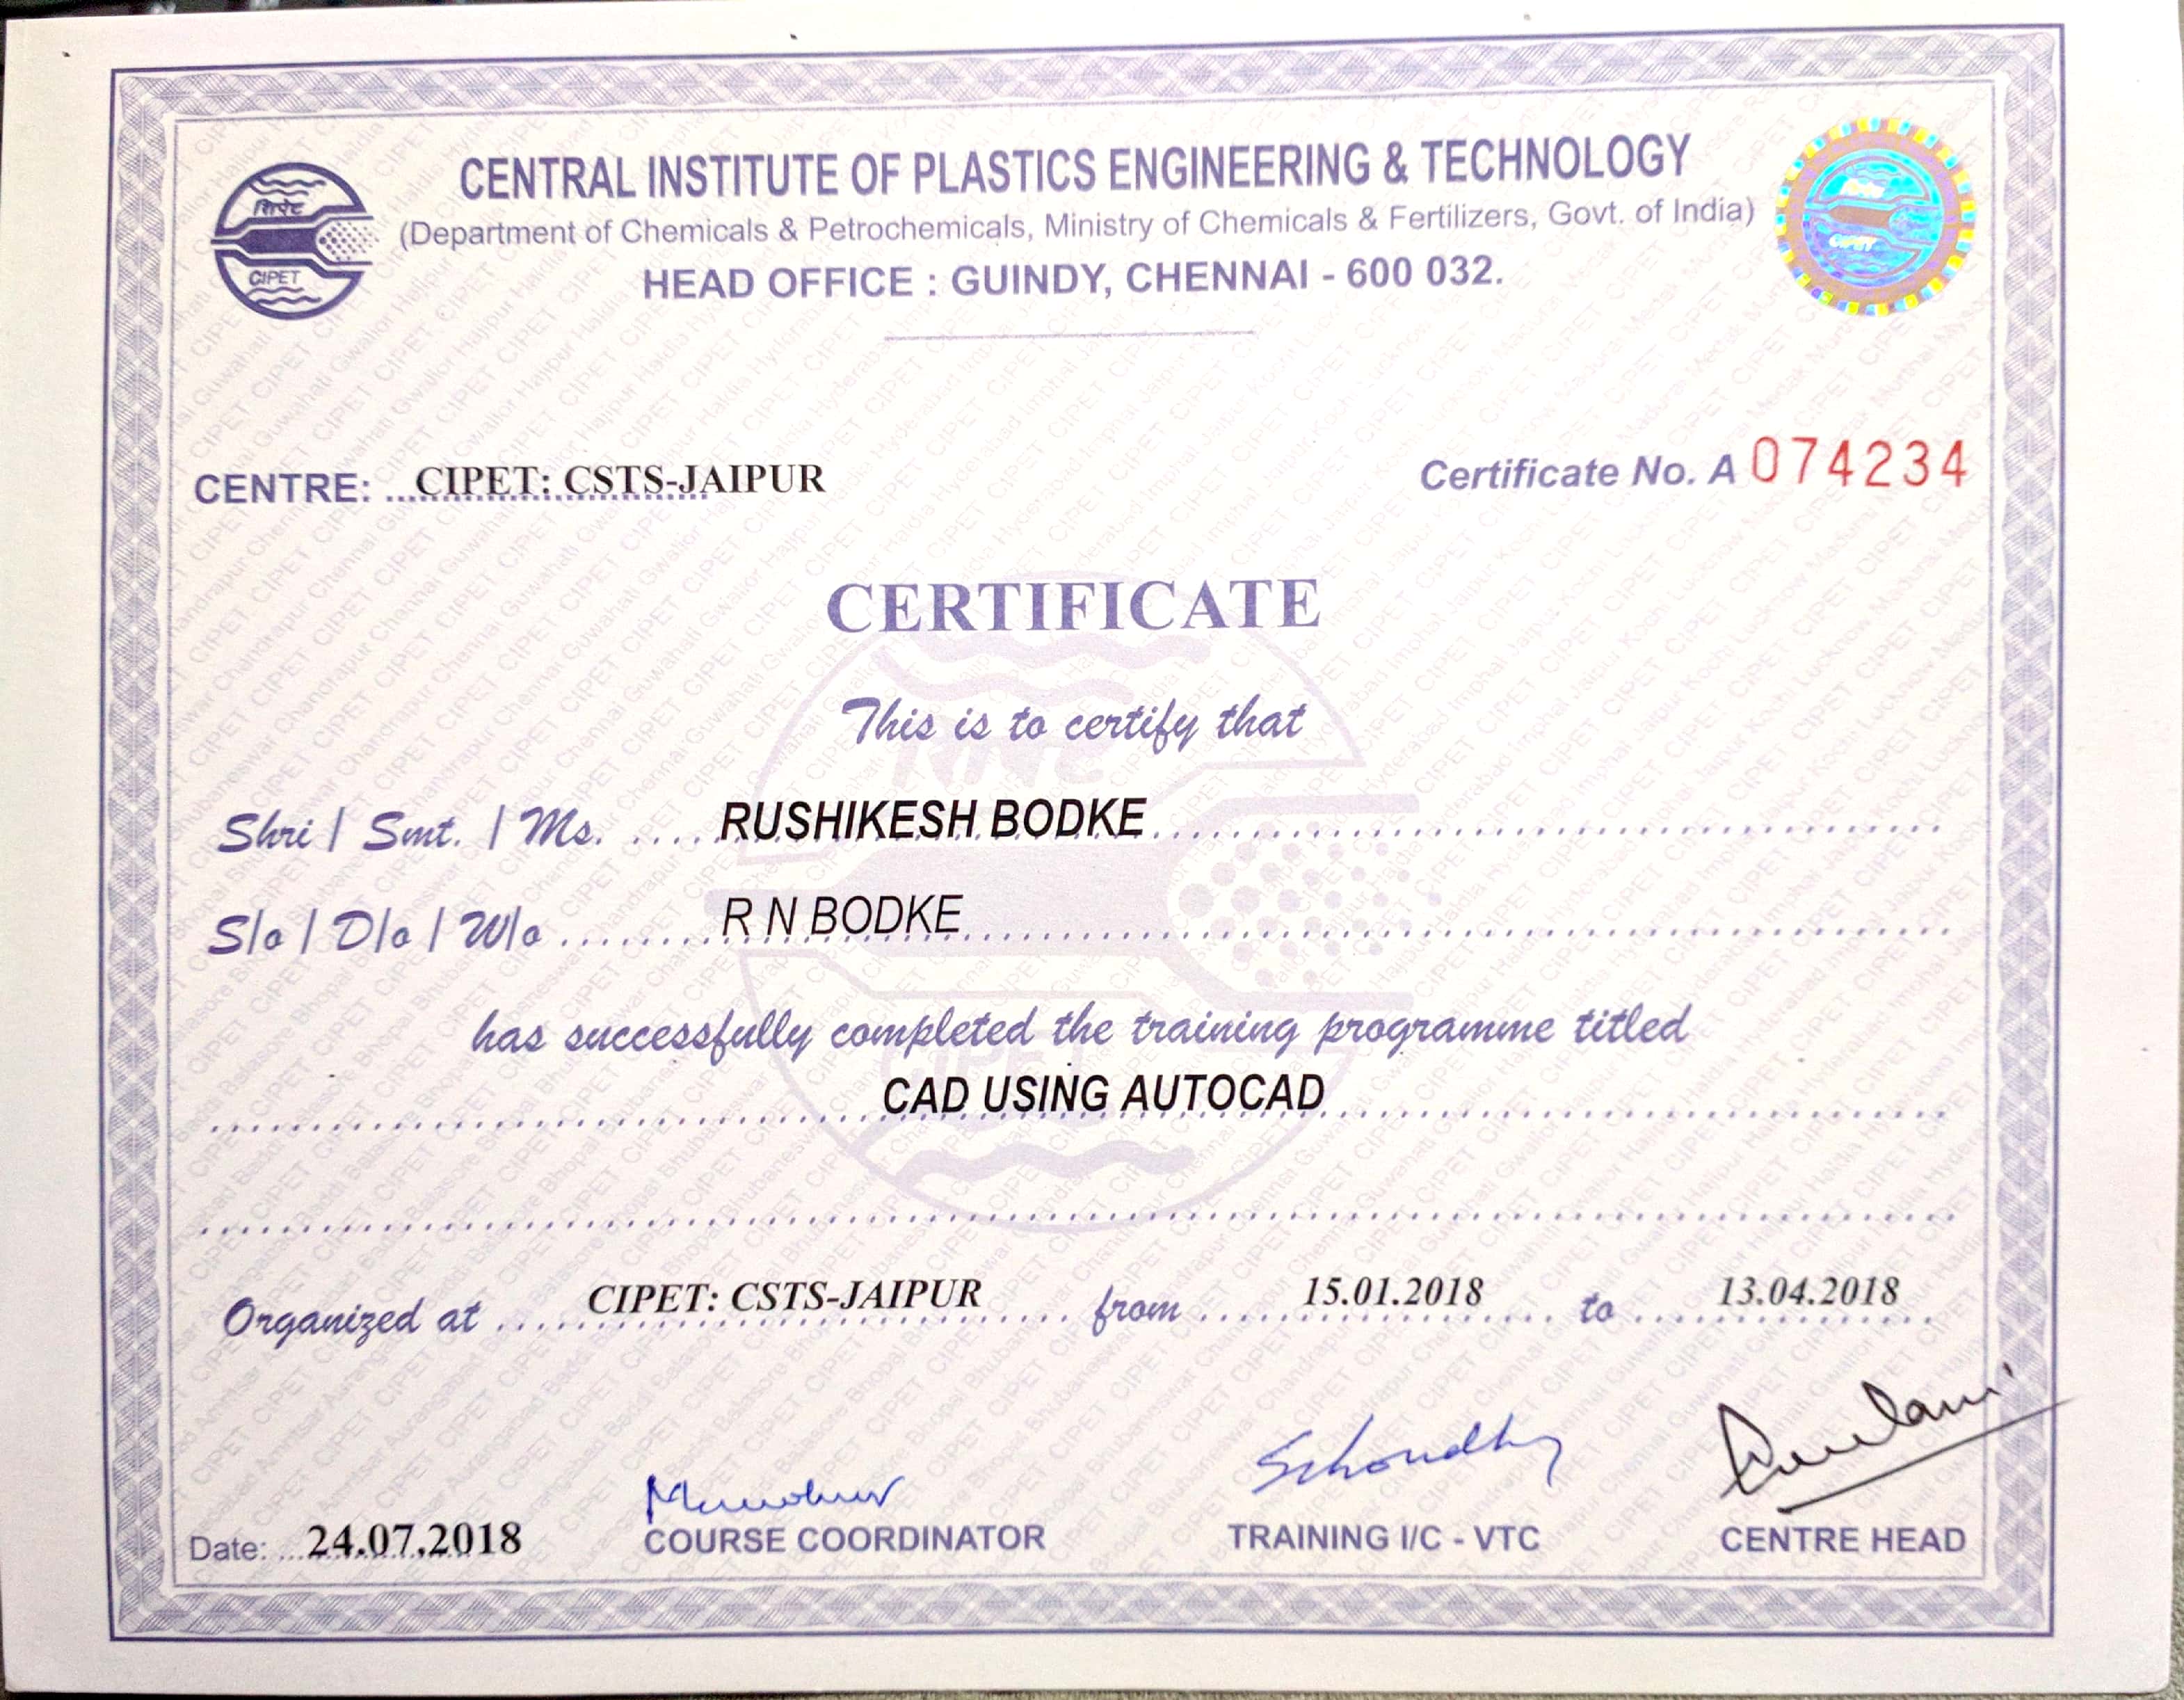 सिपेट
CIPET
CENTRAL INSTITUTE OF PLASTICS ENGINEERING & TECHNOLOGY
(Department of Chemicals & Petrochemicals, Ministry of Chemicals & Fertilizers, Govt. of India)
HEAD OFFICE : GUINDY, CHENNAI - 600 032.
CIPET
CENTRE: CIPET: CSTS-JAIPUR
Certificate No. A 074234
CERTIFICATE
This is to certify that
Shri / Smt. / Ms. RUSHIKESH BODKE
S/o / D/o / W/o R N BODKE
has successfully completed the training programme titled
CAD USING AUTOCAD
Organized at CIPET: CSTS-JAIPUR from 15.01.2018 to 13.04.2018
Date: 24.07.2018
COURSE COORDINATOR
TRAINING I/C - VTC
CENTRE HEAD